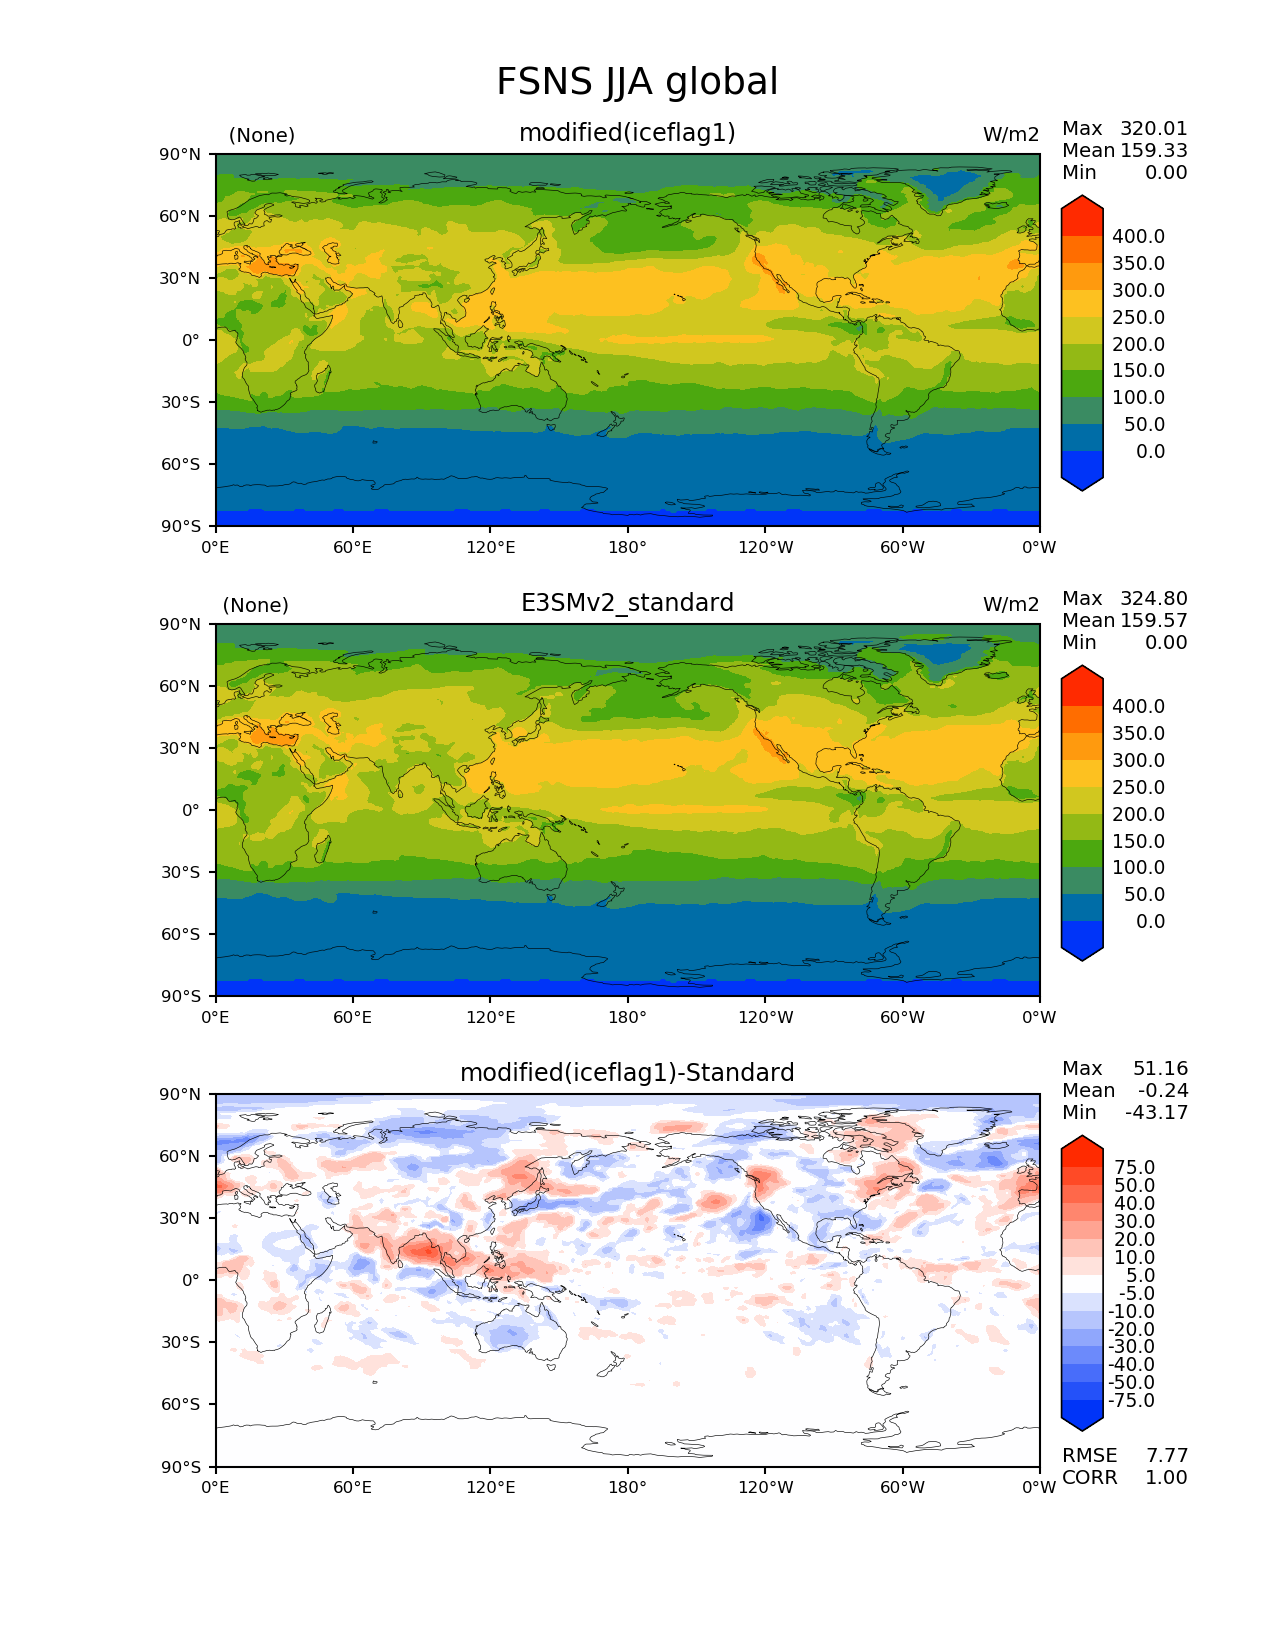 FSNS JJA global
(None) modified(iceflag1) W/m2
Max 320.01
Mean 159.33
Min 0.00
90°N
60°N
30°N
0°
30°S
60°S
90°S
0°E 60°E 120°E 180° 120°W 60°W 0°W
400.0
350.0
300.0
250.0
200.0
150.0
100.0
50.0
0.0
(None) E3SMv2_standard W/m2
Max 324.80
Mean 159.57
Min 0.00
90°N
60°N
30°N
0°
30°S
60°S
90°S
0°E 60°E 120°E 180° 120°W 60°W 0°W
400.0
350.0
300.0
250.0
200.0
150.0
100.0
50.0
0.0
modified(iceflag1)-Standard
Max 51.16
Mean -0.24
Min -43.17
90°N
60°N
30°N
0°
30°S
60°S
90°S
0°E 60°E 120°E 180° 120°W 60°W 0°W
75.0
50.0
40.0
30.0
20.0
10.0
5.0
-5.0
-10.0
-20.0
-30.0
-40.0
-50.0
-75.0
RMSE 7.77
CORR 1.00